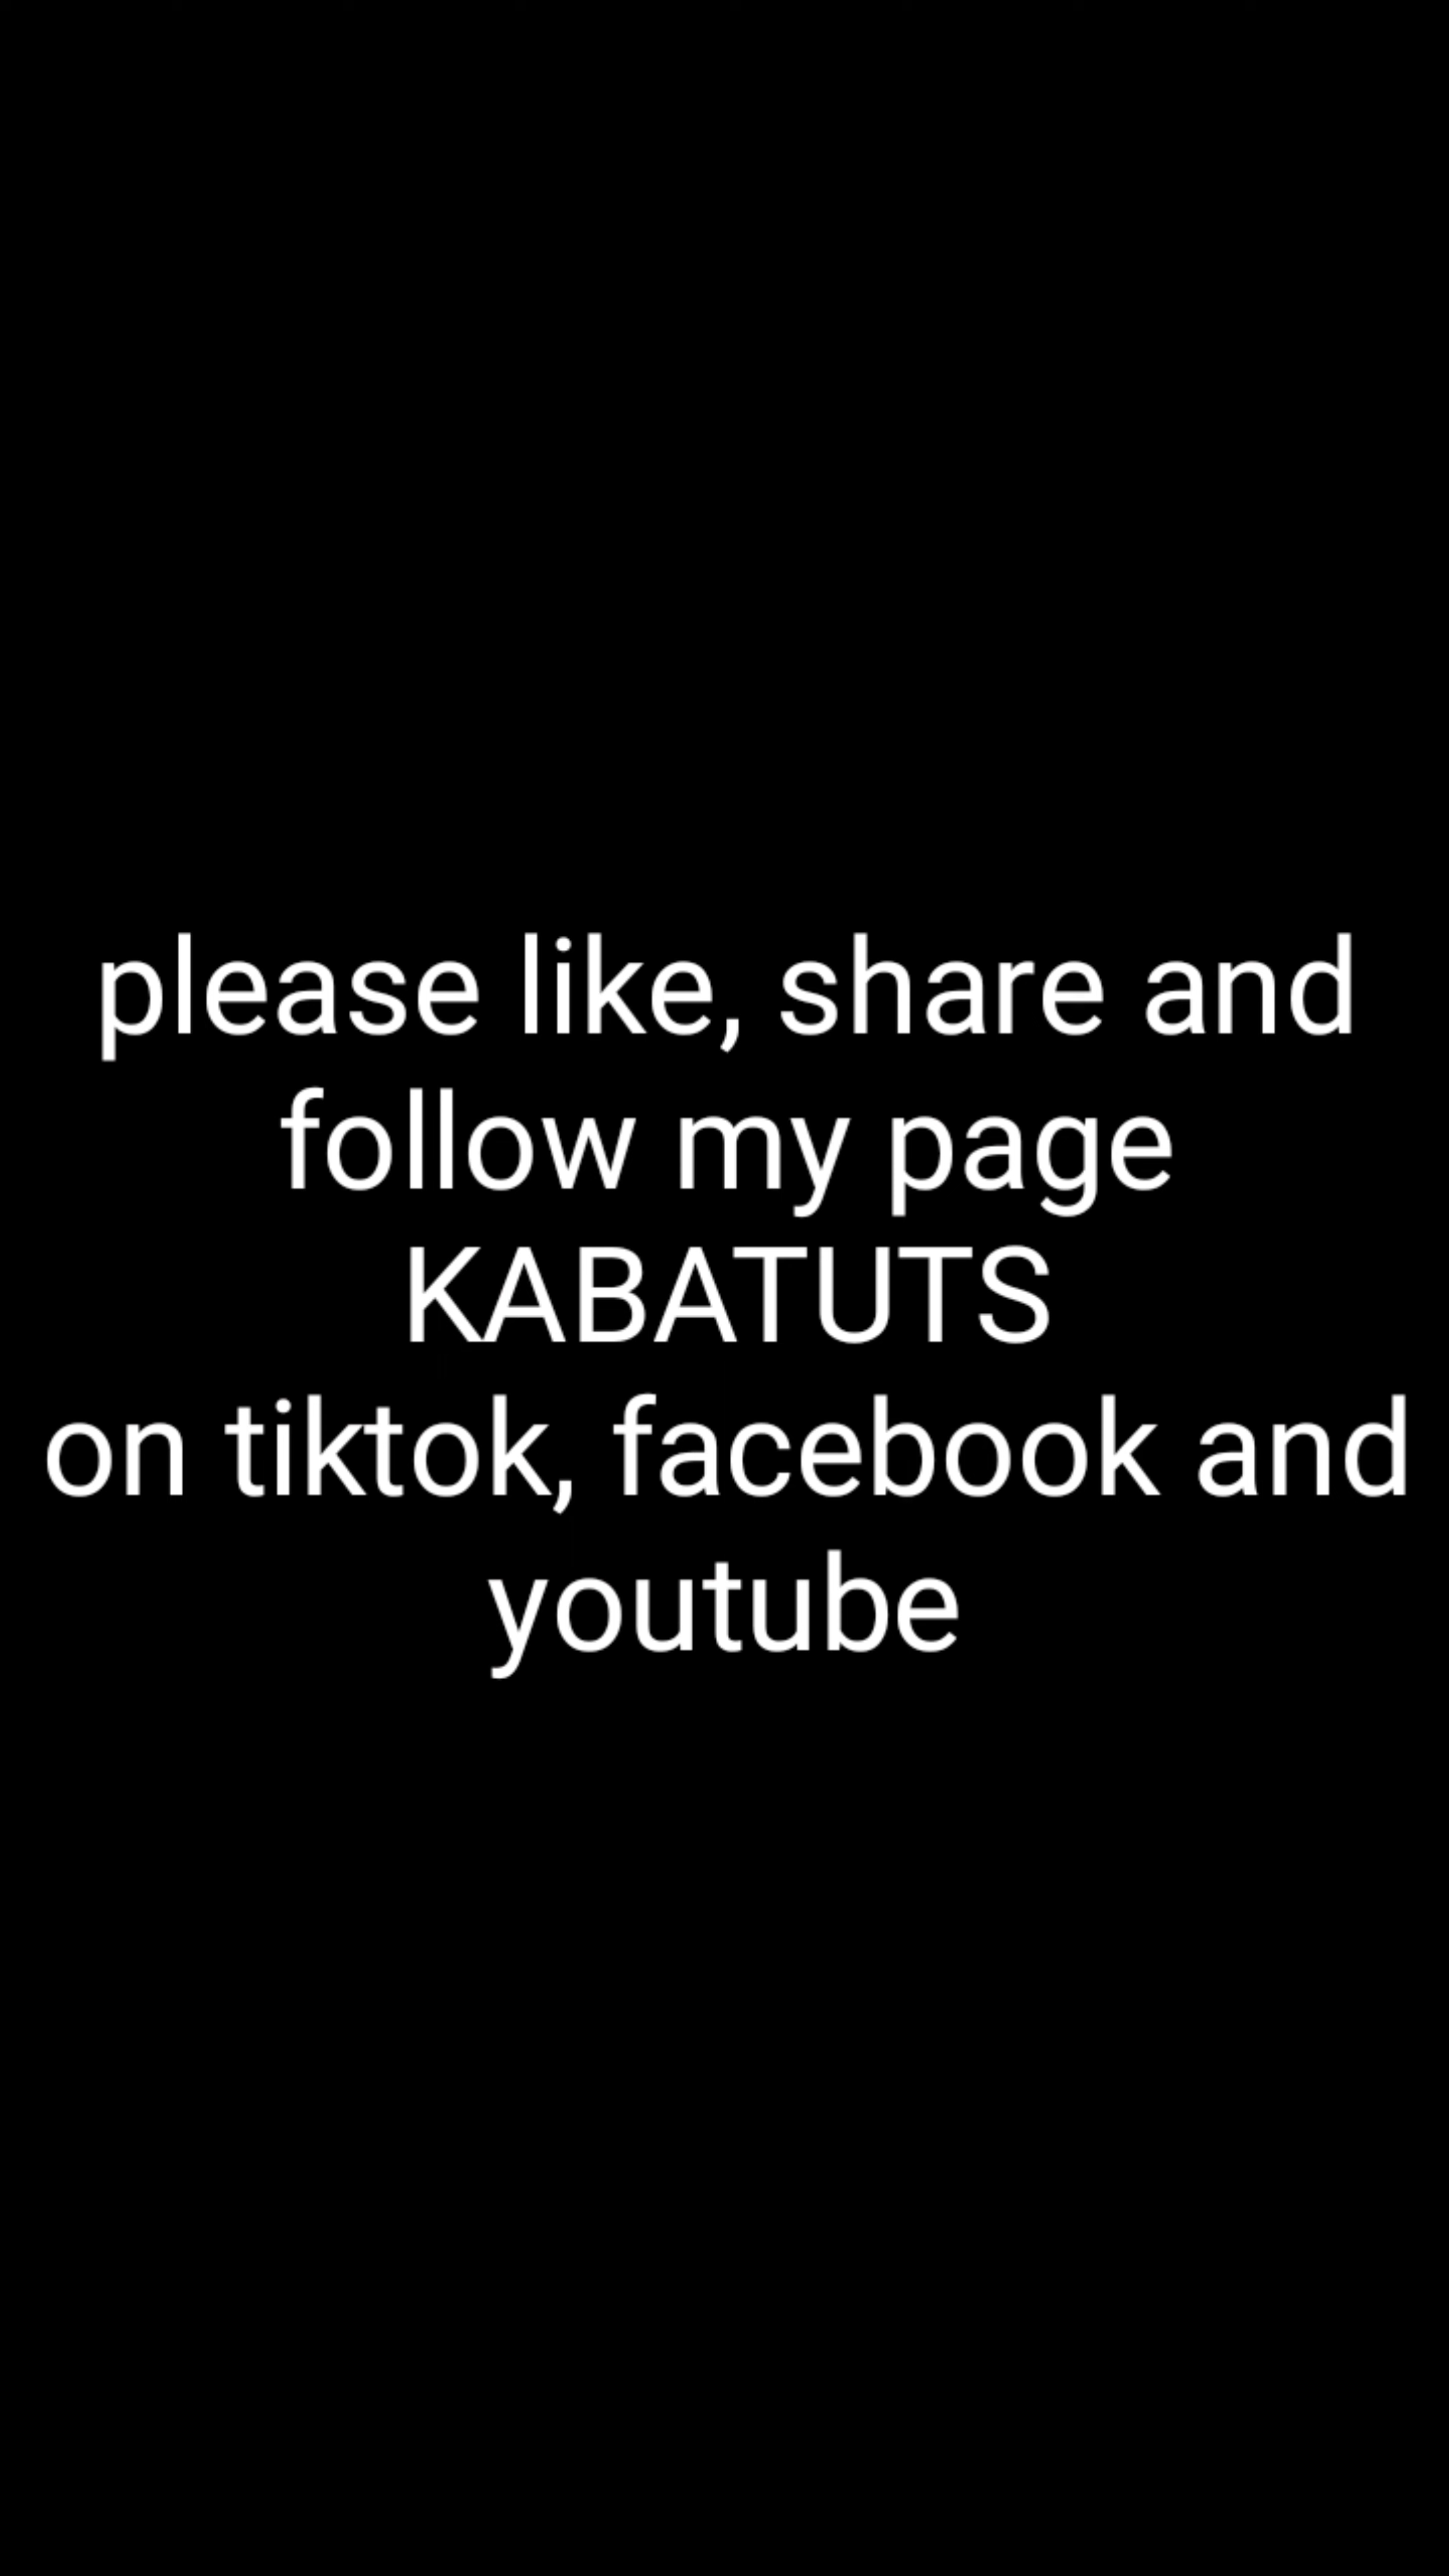 please like, share and
follow my page
KABATUTS
on tiktok, facebook and
youtube